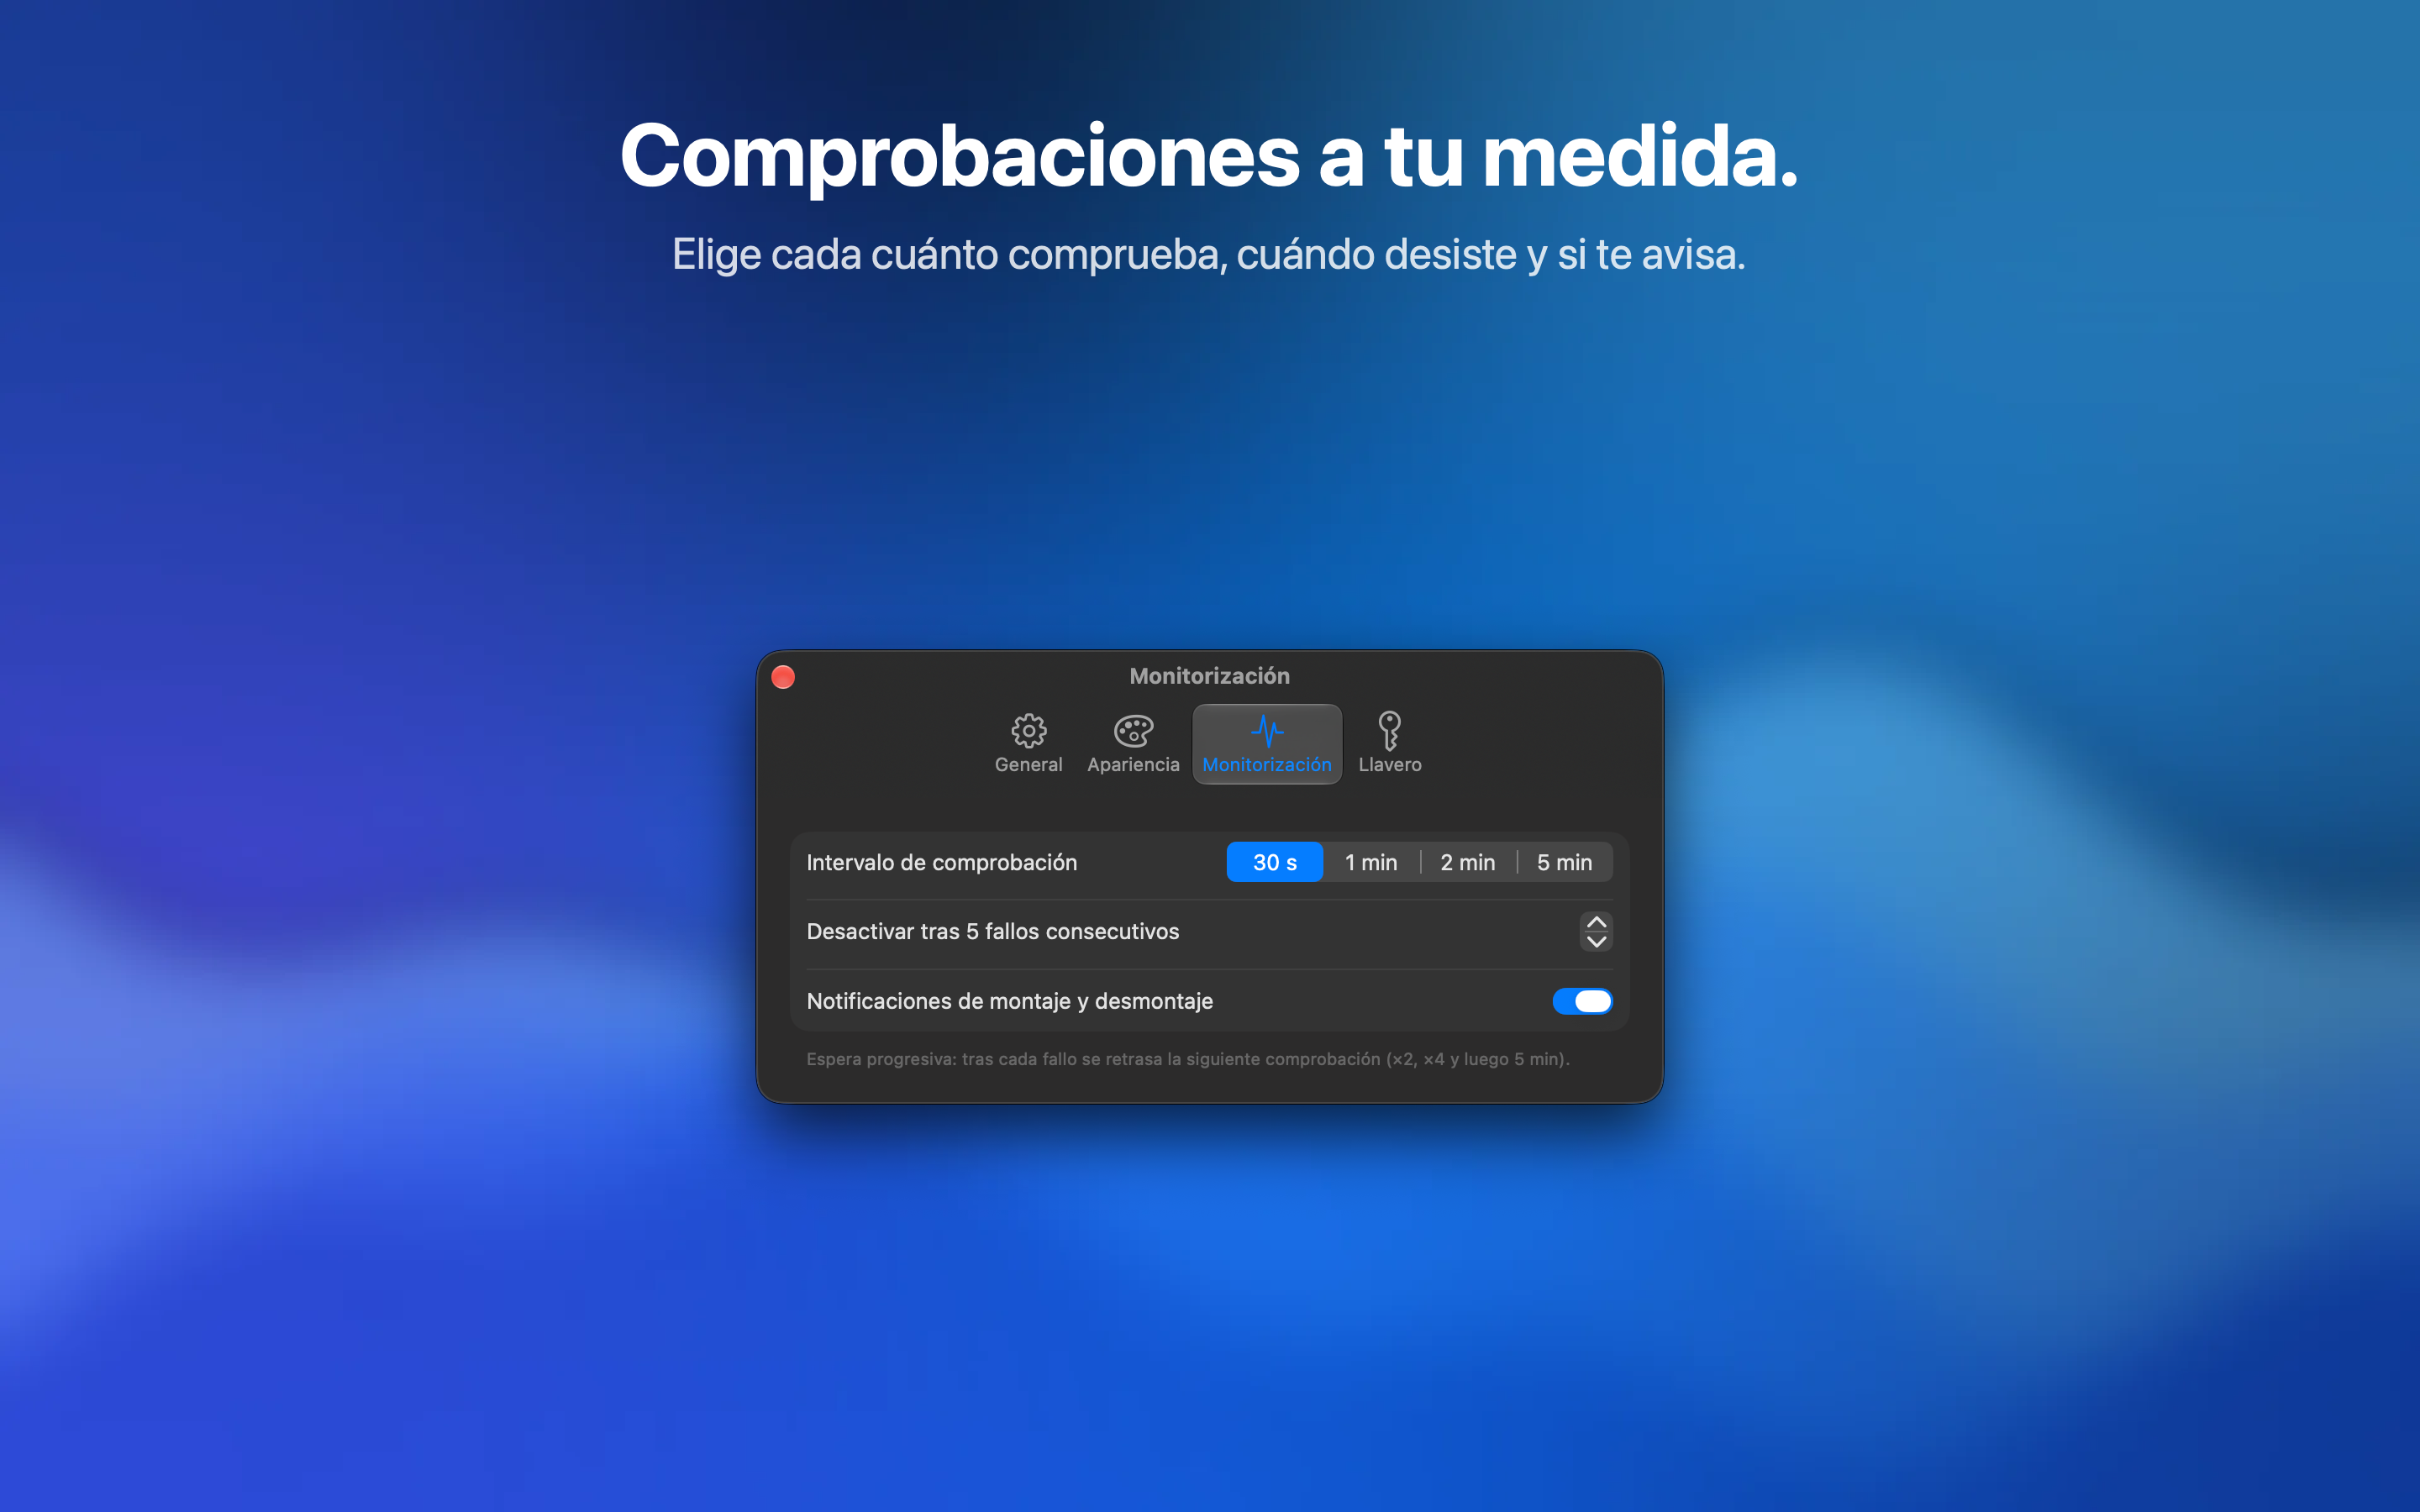 Comprobaciones a tu medida.
Elige cada cuánto comprueba, cuándo desiste y si te avisa.
Monitorización
General Apariencia Monitorización Llavero
Intervalo de comprobación 30 s 1 min 2 min 5 min
Desactivar tras 5 fallos consecutivos
Notificaciones de montaje y desmontaje
Espera progresiva: tras cada fallo se retrasa la siguiente comprobación (×2, ×4 y luego 5 min).